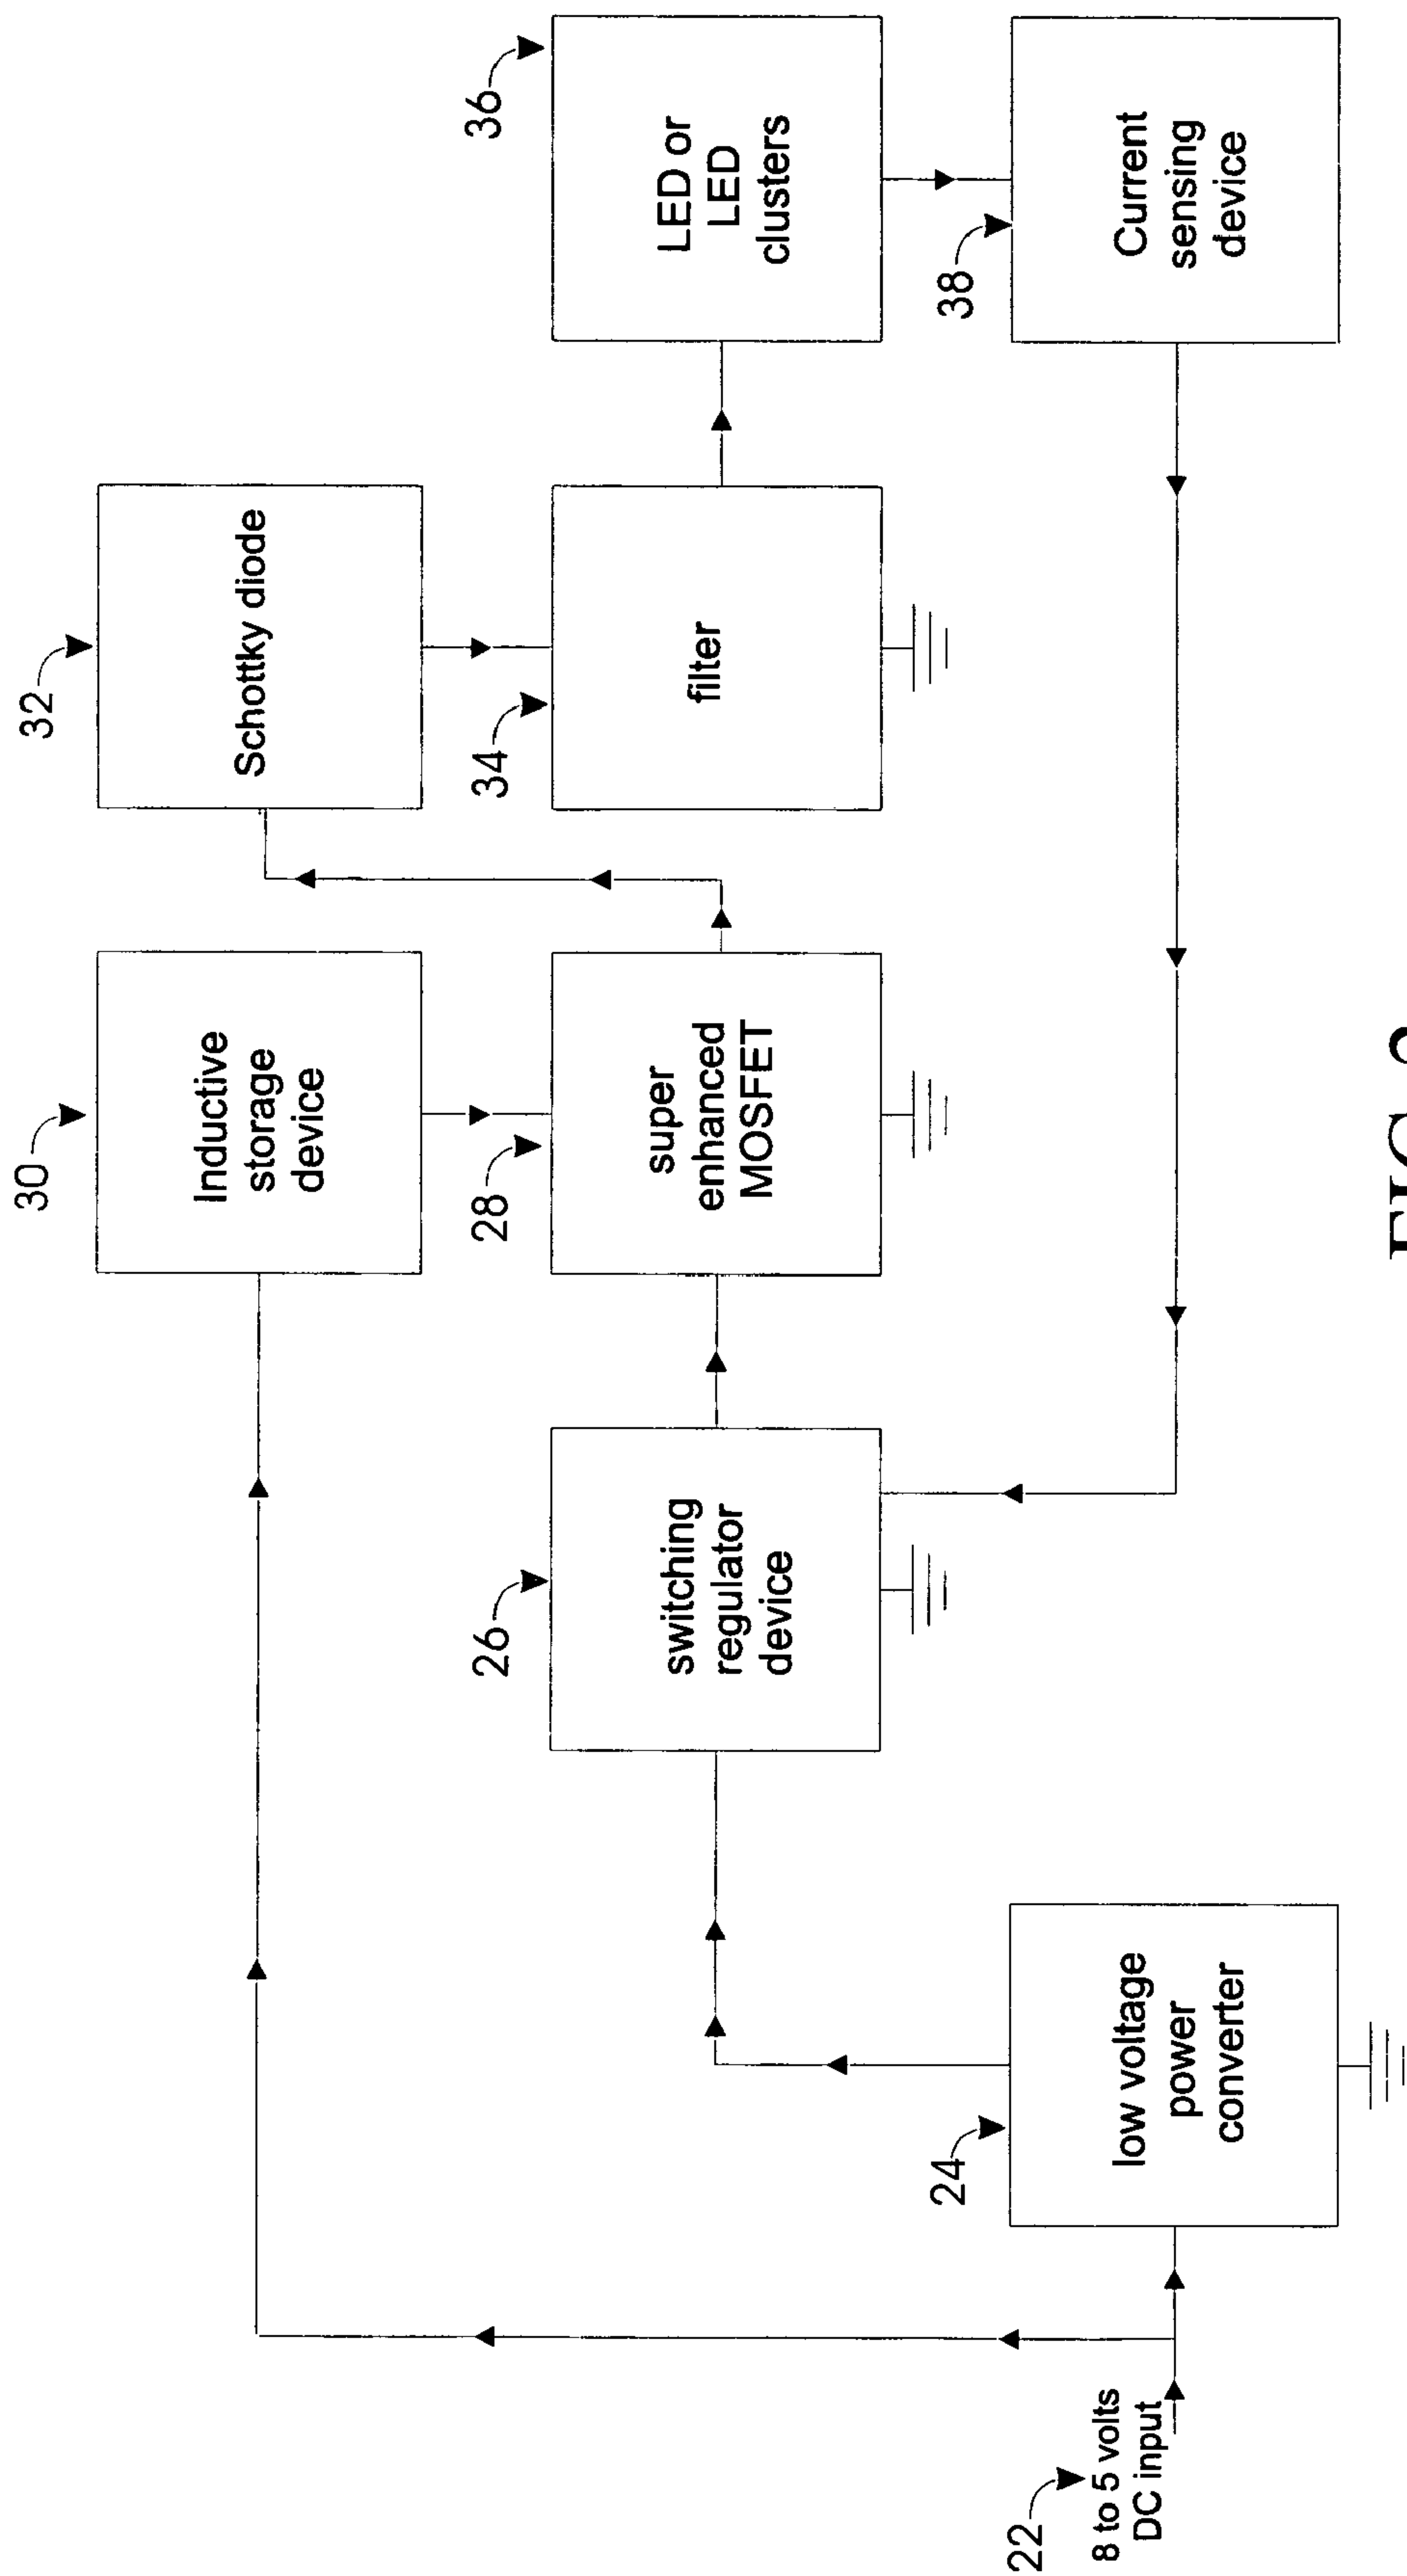 30
Inductive
storage
device
32
Schottky diode
26
switching
regulator
device
28
super
enhanced
MOSFET
34
filter
36
LED or
LED
clusters
22
8 to 5 volts
DC input
24
low voltage
power
converter
38
Current
sensing
device
FIG